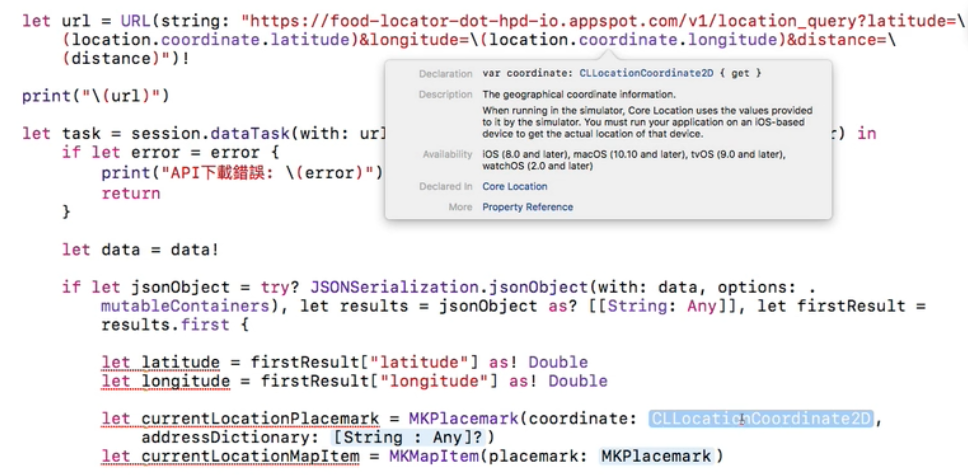 let url = URL(string: "https://food-locator-dot-hpd-io.appspot.com/v1/location_query?latitude=\
(location.coordinate.latitude)&longitude=\(location.coordinate.longitude)&distance=\
(distance)")!
Declaration var coordinate: CLLocationCoordinate2D { get }
Description The geographical coordinate information.
When running in the simulator, Core Location uses the values provided
to it by the simulator. You must run your application on an iOS-based
device to get the actual location of that device.
Availability iOS (8.0 and later), macOS (10.10 and later), tvOS (9.0 and later),
watchOS (2.0 and later)
Declared In Core Location
More Property Reference
print("\(url)")
let task = session.dataTask(with: url r) in
if let error = error {
print("API下載錯誤: \(error)")
return
}
let data = data!
if let jsonObject = try? JSONSerialization.jsonObject(with: data, options: .
mutableContainers), let results = jsonObject as? [[String: Any]], let firstResult =
results.first {
let latitude = firstResult["latitude"] as! Double
let longitude = firstResult["longitude"] as! Double
let currentLocationPlacemark = MKPlacemark(coordinate: CLLocationCoordinate2D,
addressDictionary: [String : Any]?)
let currentLocationMapItem = MKMapItem(placemark: MKPlacemark)